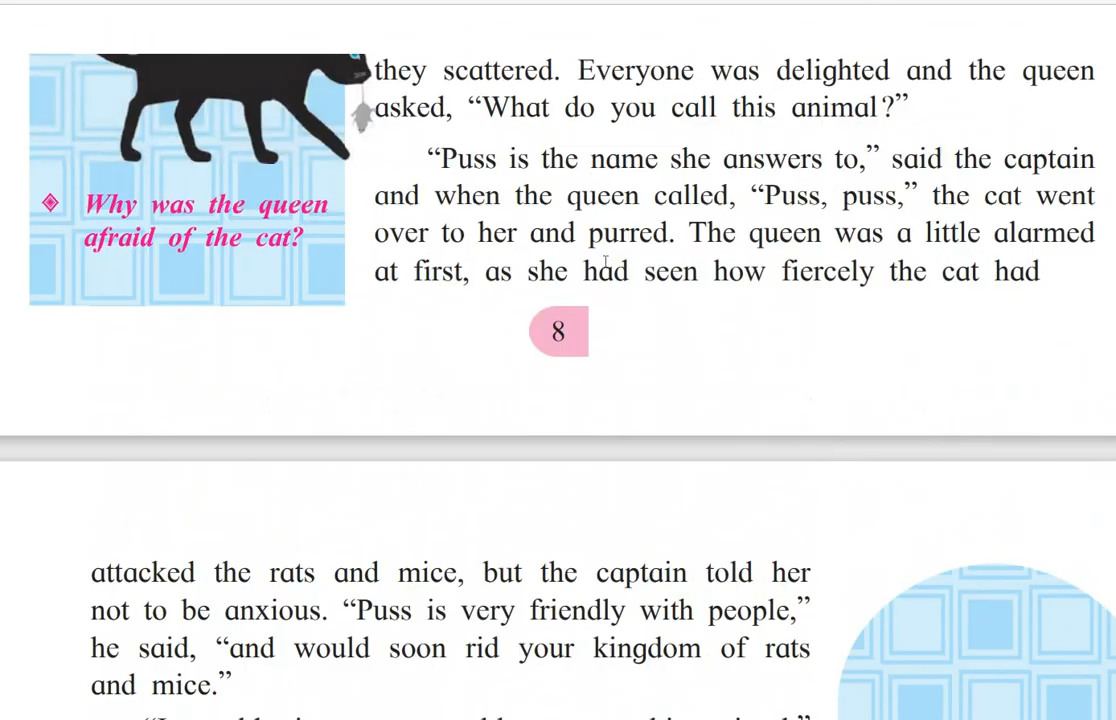 they scattered. Everyone was delighted and the queen
asked, “What do you call this animal?”
“Puss is the name she answers to,” said the captain
and when the queen called, “Puss, puss,” the cat went
over to her and purred. The queen was a little alarmed
at first, as she had seen how fiercely the cat had
Why was the queen
afraid of the cat?
8
attacked the rats and mice, but the captain told her
not to be anxious. “Puss is very friendly with people,”
he said, “and would soon rid your kingdom of rats
and mice.”